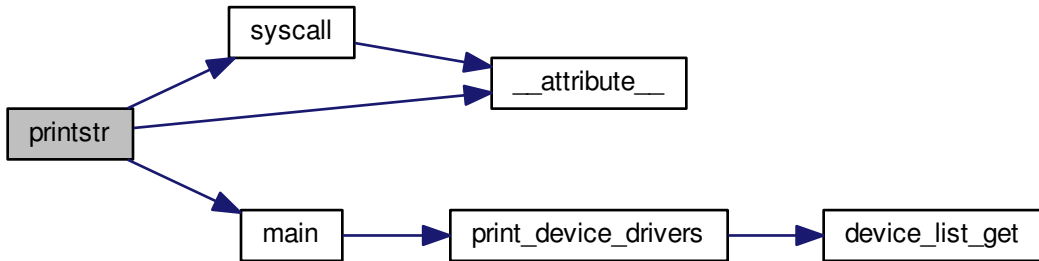 syscall
__attribute__
printstr
main
print_device_drivers
device_list_get